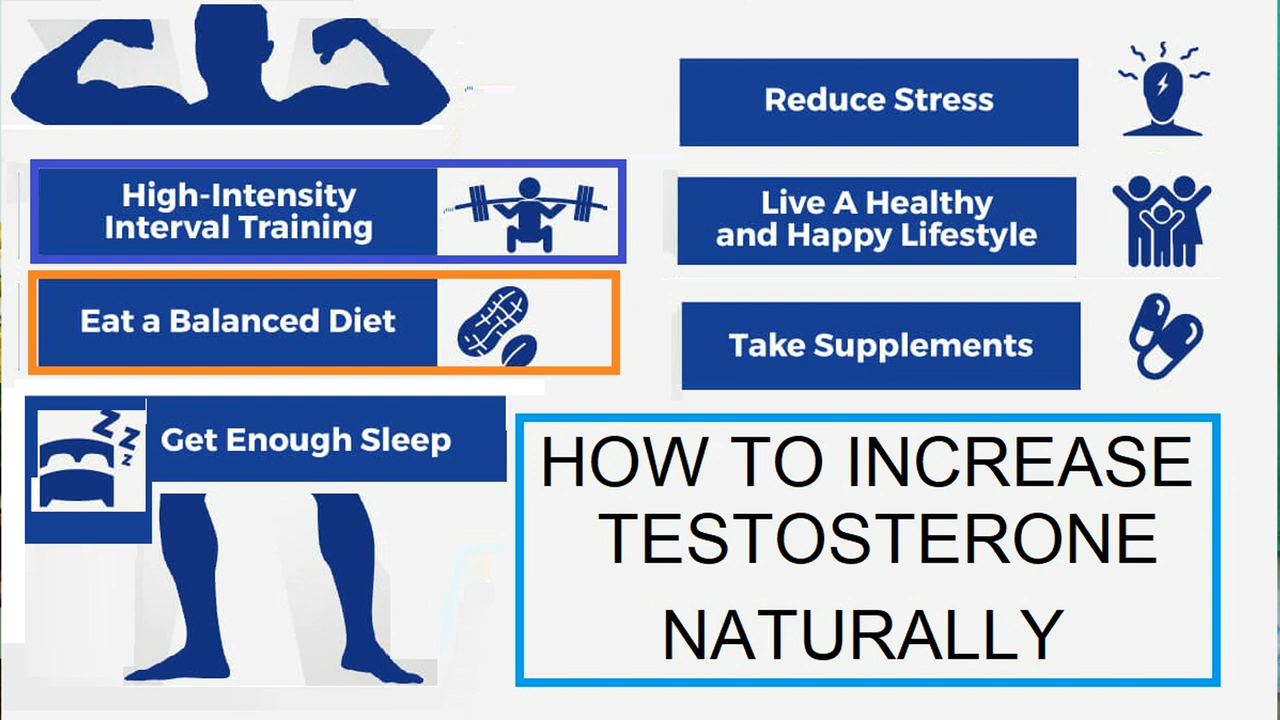 High-Intensity
Interval Training
Eat a Balanced Diet
Z
Z
Z
Get Enough Sleep
Reduce Stress
Live A Healthy
and Happy Lifestyle
Take Supplements
HOW TO INCREASE
TESTOSTERONE
NATURALLY